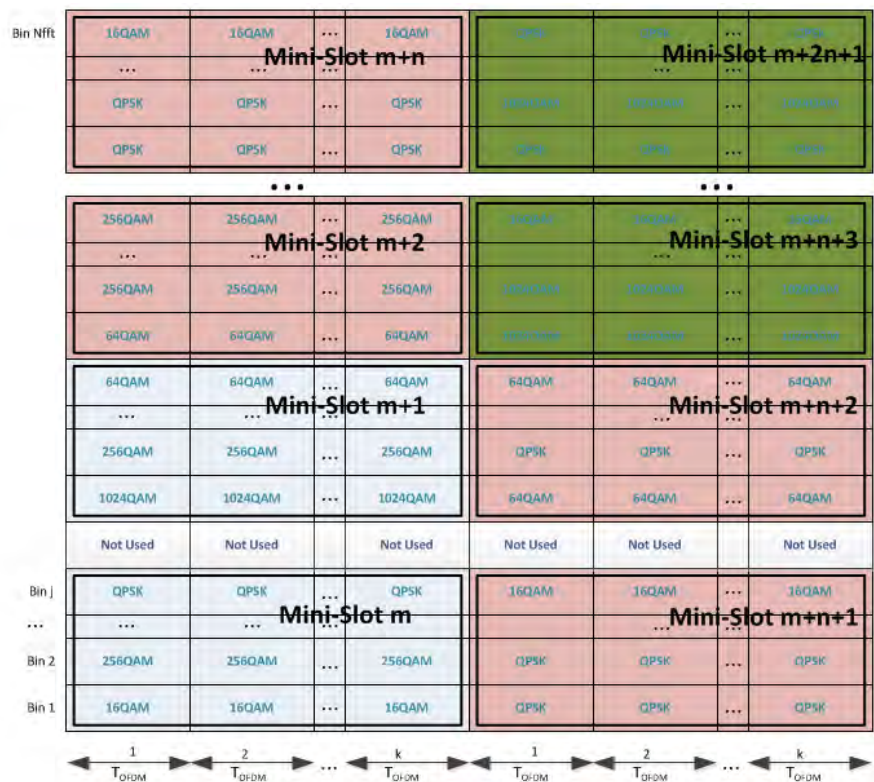 Bin Nfft 16QAM 16QAM ... 16QAM
Mini-Slot m+n Mini-Slot m+2n+1
... ... ...
QPSK QPSK ... QPSK
QPSK QPSK ... QPSK QPSK QPSK ... QPSK
... ...
256QAM 256QAM ... 256QAM
Mini-Slot m+2 Mini-Slot m+n+3
... ... ... ...
256QAM 256QAM ... 256QAM ...
64QAM 64QAM ... 64QAM ...
64QAM 64QAM ... 64QAM 64QAM 64QAM ... 64QAM
Mini-Slot m+1 Mini-Slot m+n+2
... ... ...
256QAM 256QAM ... 256QAM QPSK QPSK ... QPSK
1024QAM 1024QAM ... 1024QAM 64QAM 64QAM ... 64QAM
Not Used Not Used Not Used Not Used Not Used Not Used
Bin j QPSK QPSK ... QPSK 16QAM 16QAM ... 16QAM
Mini-Slot m Mini-Slot m+n+1
... ... ... ...
Bin 2 256QAM 256QAM ... 256QAM QPSK QPSK ... QPSK
Bin 1 16QAM 16QAM ... 16QAM QPSK QPSK ... QPSK
1 2 k 1 2 k
TOFDM TOFDM ... TOFDM TOFDM TOFDM ... TOFDM